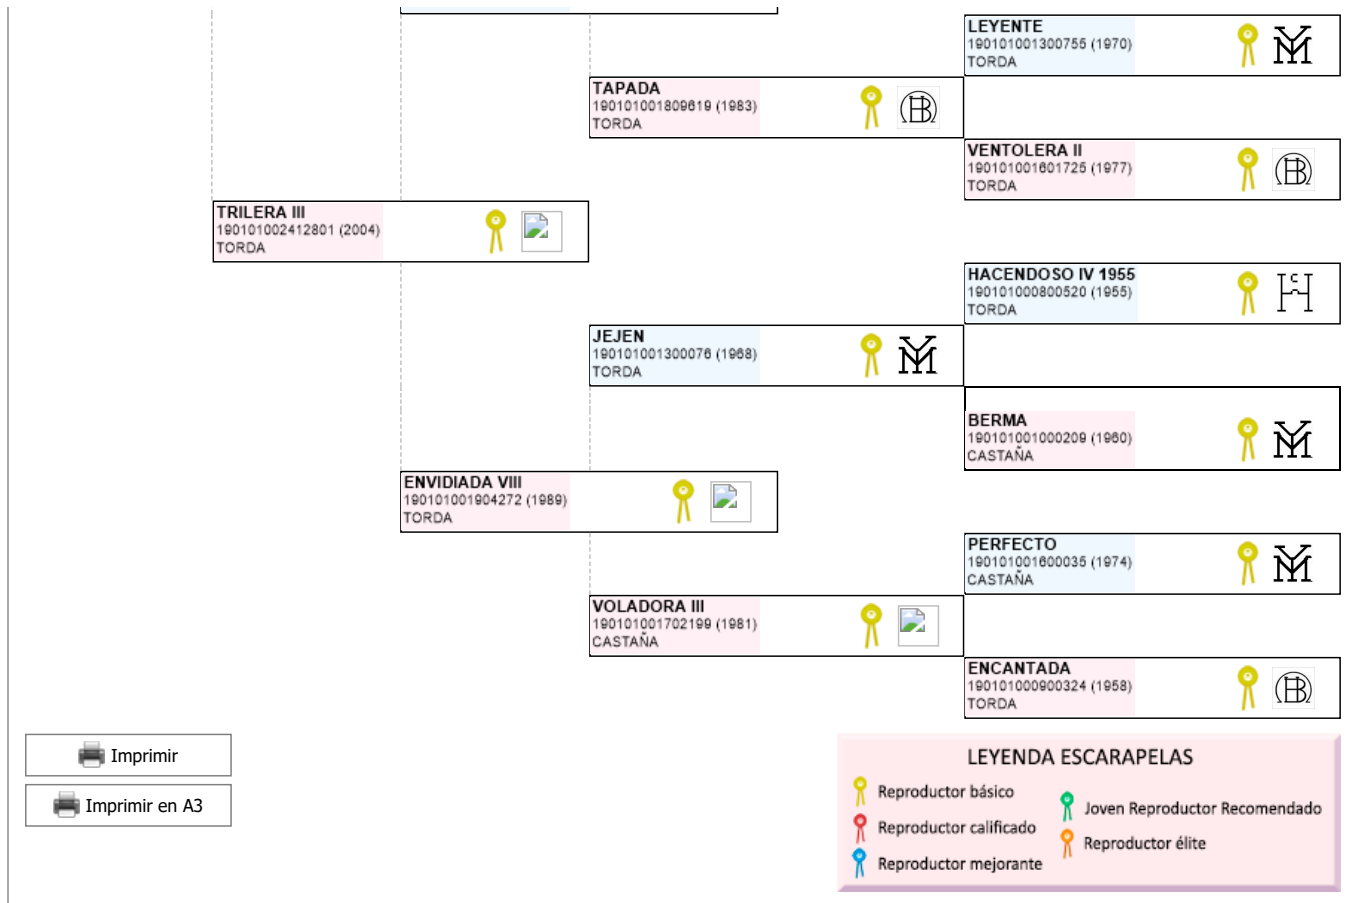 LEYENTE
190101001300755 (1970)
TORDA
TAPADA
190101001809619 (1983)
TORDA
VENTOLERA II
190101001601725 (1977)
TORDA
TRILERA III
190101002412801 (2004)
TORDA
HACENDOSO IV 1955
190101000800520 (1955)
TORDA
JEJEN
190101001300076 (1968)
TORDA
BERMA
190101001000209 (1960)
CASTAÑA
ENVIDIADA VIII
190101001904272 (1989)
TORDA
PERFECTO
190101001600035 (1974)
CASTAÑA
VOLADORA III
190101001702199 (1981)
CASTAÑA
ENCANTADA
190101000900324 (1958)
TORDA
Imprimir
Imprimir en A3
LEYENDA ESCARAPELAS
Reproductor básico
Reproductor calificado
Reproductor mejorante
Joven Reproductor Recomendado
Reproductor élite